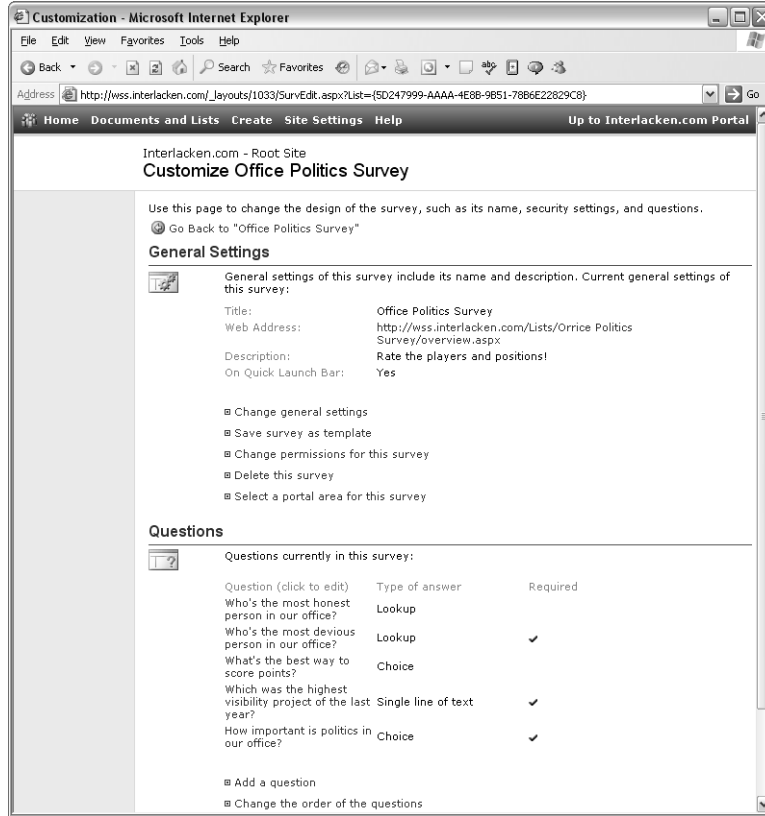 Customization - Microsoft Internet Explorer
File Edit View Favorites Tools Help
Back Search Favorites
Address http://wss.interlacken.com/_layouts/1033/SurvEdit.aspx?List={5D247999-AAAA-4E8B-9B51-78B6E22829C8} Go
Home Documents and Lists Create Site Settings Help Up to Interlacken.com Portal
Interlacken.com - Root Site
Customize Office Politics Survey
Use this page to change the design of the survey, such as its name, security settings, and questions.
Go Back to "Office Politics Survey"
General Settings
General settings of this survey include its name and description. Current general settings of
this survey:
Title: Office Politics Survey
Web Address: http://wss.interlacken.com/Lists/Orrice Politics
Survey/overview.aspx
Description: Rate the players and positions!
On Quick Launch Bar: Yes
Change general settings
Save survey as template
Change permissions for this survey
Delete this survey
Select a portal area for this survey
Questions
Questions currently in this survey:
Question (click to edit) Type of answer Required
Who's the most honest
person in our office? Lookup
Who's the most devious
person in our office? Lookup
What's the best way to
score points? Choice
Which was the highest
visibility project of the last Single line of text
year?
How important is politics in
our office? Choice
Add a question
Change the order of the questions